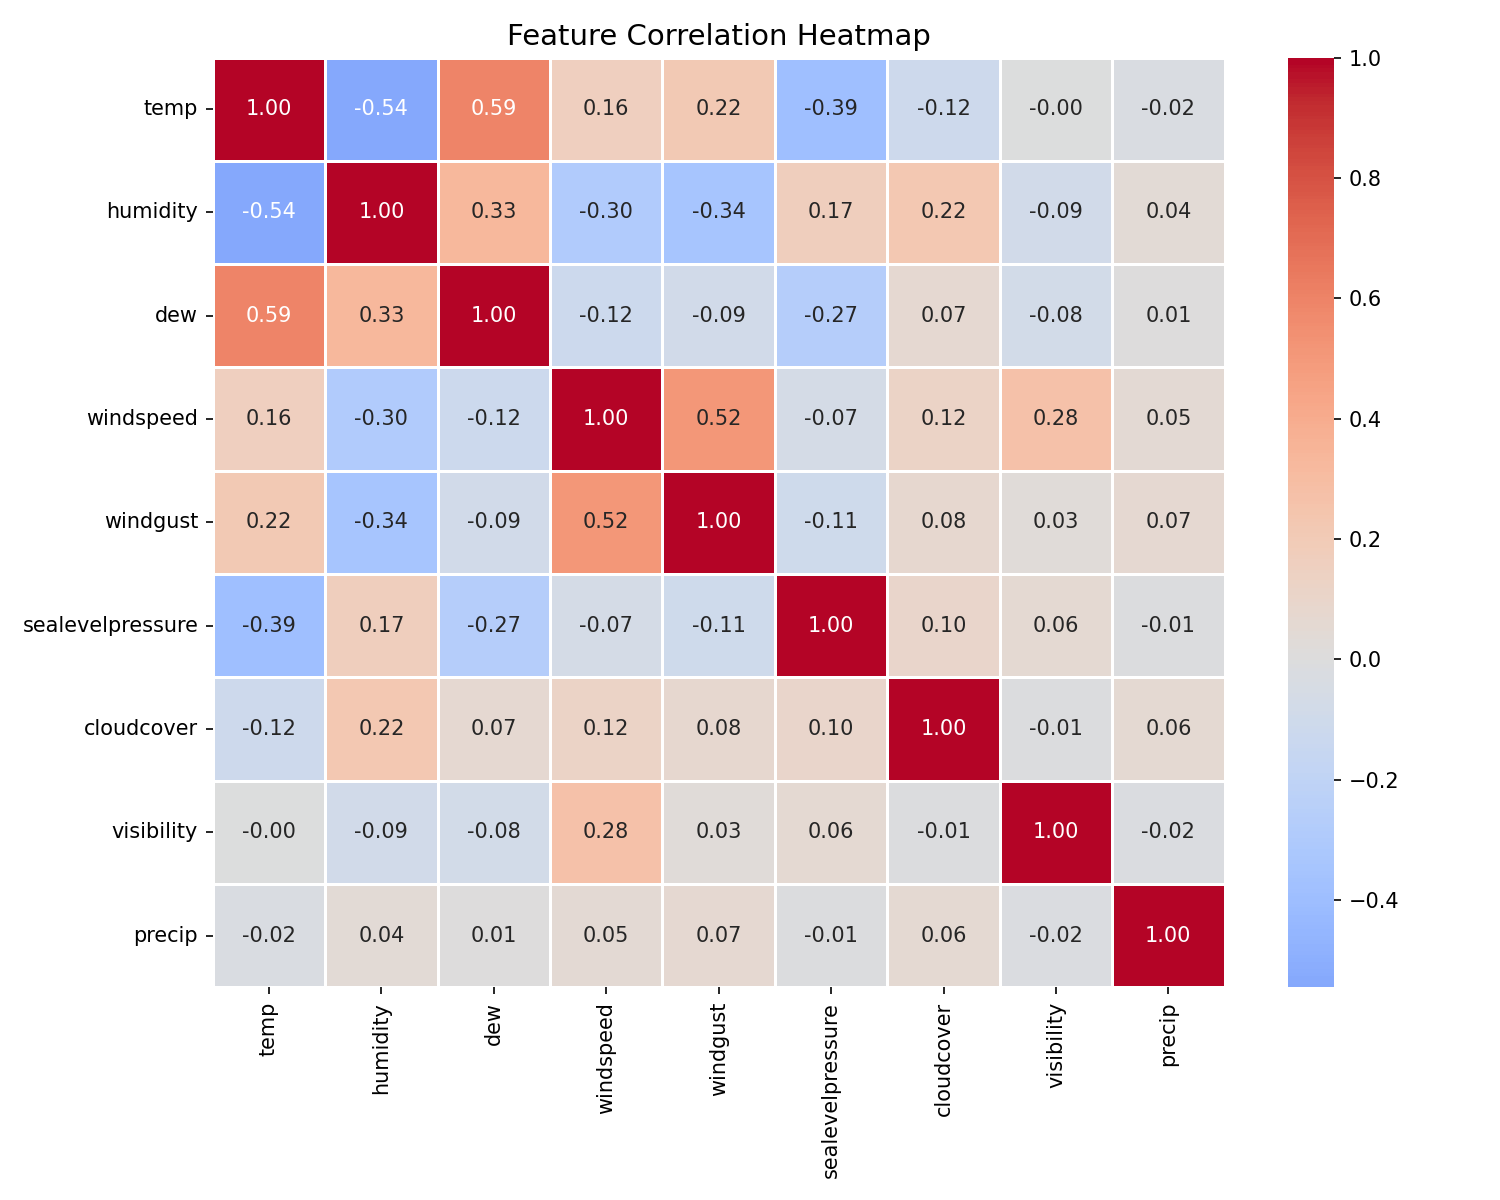 Feature Correlation Heatmap
temp 1.00 -0.54 0.59 0.16 0.22 -0.39 -0.12 -0.00 -0.02
humidity -0.54 1.00 0.33 -0.30 -0.34 0.17 0.22 -0.09 0.04
dew 0.59 0.33 1.00 -0.12 -0.09 -0.27 0.07 -0.08 0.01
windspeed 0.16 -0.30 -0.12 1.00 0.52 -0.07 0.12 0.28 0.05
windgust 0.22 -0.34 -0.09 0.52 1.00 -0.11 0.08 0.03 0.07
sealevelpressure -0.39 0.17 -0.27 -0.07 -0.11 1.00 0.10 0.06 -0.01
cloudcover -0.12 0.22 0.07 0.12 0.08 0.10 1.00 -0.01 0.06
visibility -0.00 -0.09 -0.08 0.28 0.03 0.06 -0.01 1.00 -0.02
precip -0.02 0.04 0.01 0.05 0.07 -0.01 0.06 -0.02 1.00
temp humidity dew windspeed windgust sealevelpressure cloudcover visibility precip
1.0
0.8
0.6
0.4
0.2
0.0
−0.2
−0.4